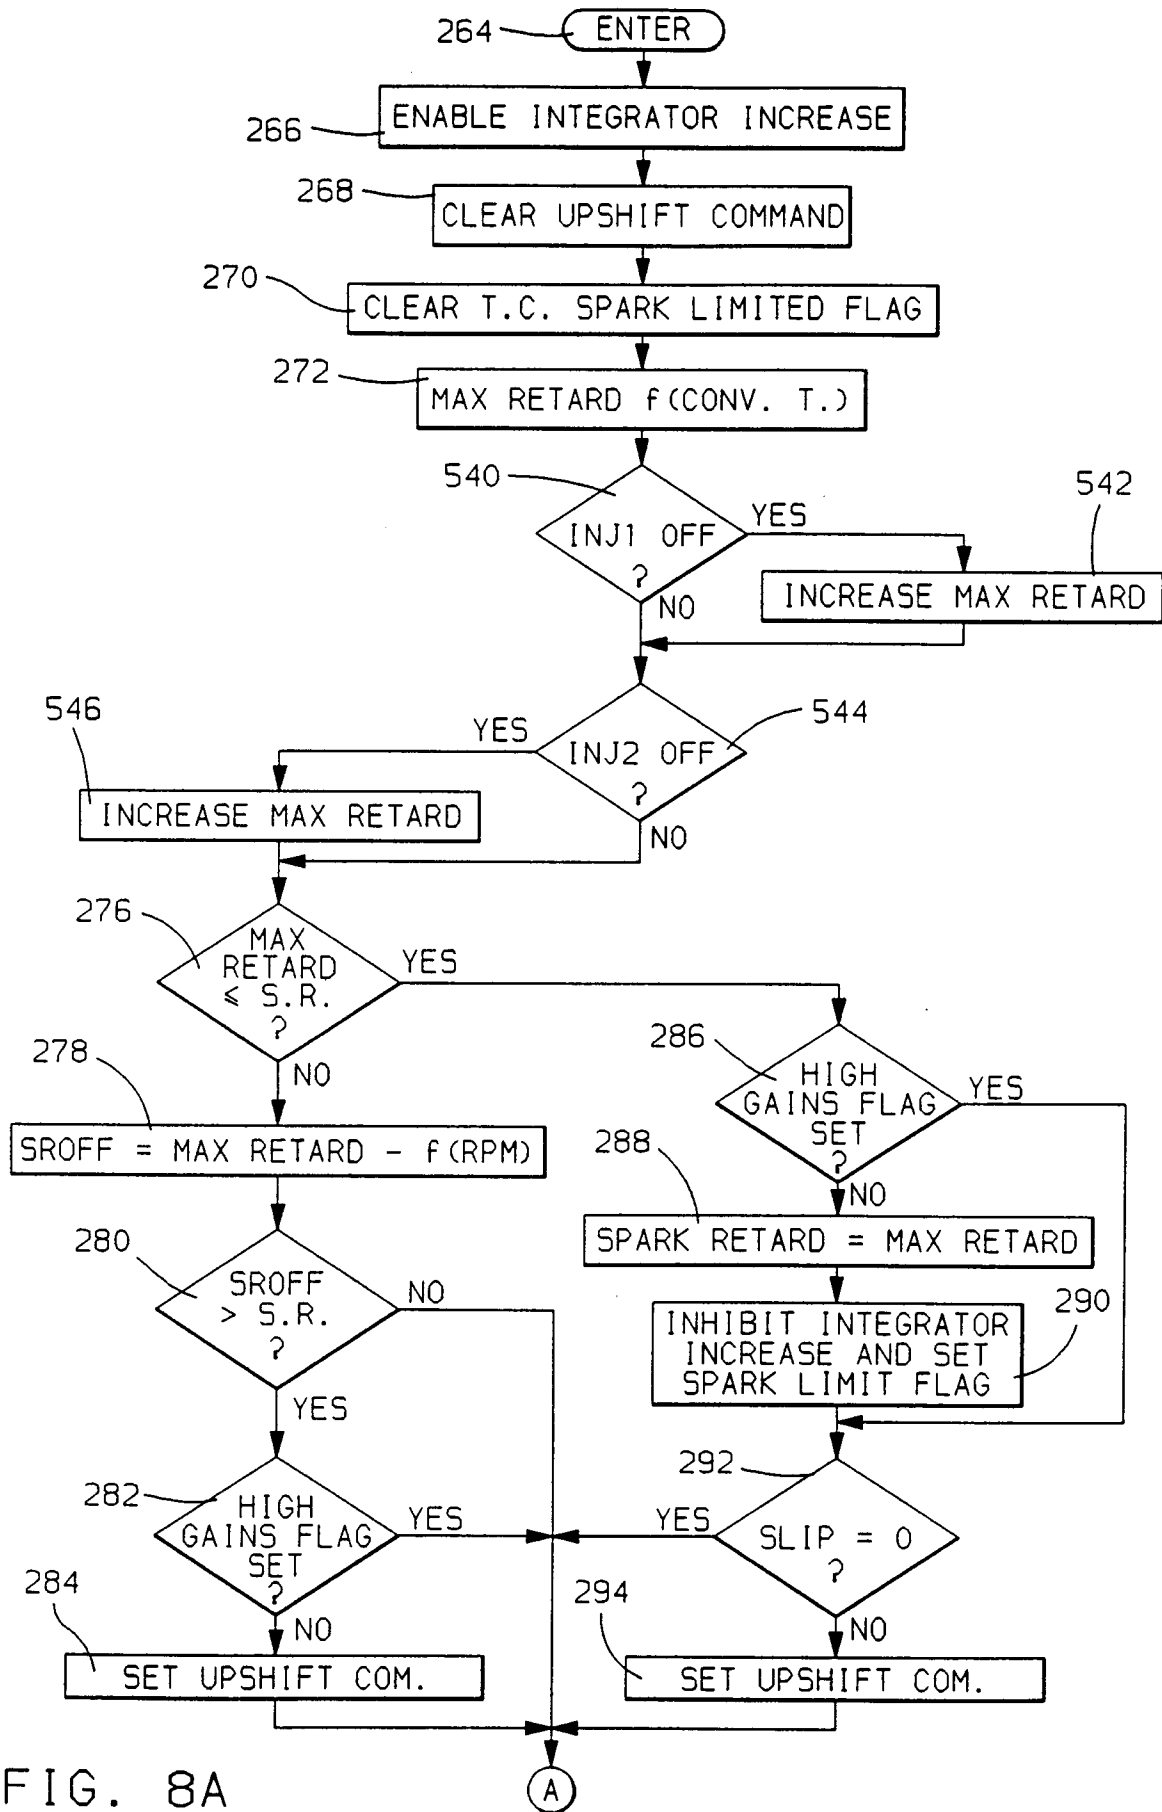 264
ENTER
266
ENABLE INTEGRATOR INCREASE
268
CLEAR UPSHIFT COMMAND
270
CLEAR T.C. SPARK LIMITED FLAG
272
MAX RETARD f(CONV. T.)
540
INJ1 OFF
?
YES
NO
542
INCREASE MAX RETARD
544
INJ2 OFF
?
YES
NO
546
INCREASE MAX RETARD
276
MAX
RETARD
≤ S.R.
?
YES
NO
278
SROFF = MAX RETARD - f(RPM)
280
SROFF
> S.R.
?
NO
YES
282
HIGH
GAINS FLAG
SET
?
YES
NO
284
SET UPSHIFT COM.
286
HIGH
GAINS FLAG
SET
?
YES
NO
288
SPARK RETARD = MAX RETARD
290
INHIBIT INTEGRATOR
INCREASE AND SET
SPARK LIMIT FLAG
292
SLIP = 0
?
YES
NO
294
SET UPSHIFT COM.
A
FIG. 8A